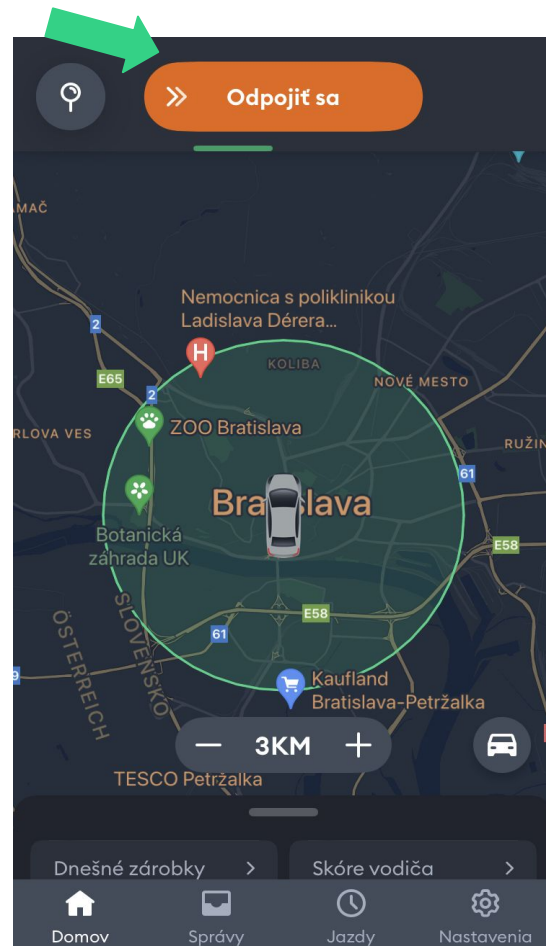 Odpojiť sa
MAČ
Nemocnica s poliklinikou
Ladislava Dérera...
2
H
KOLIBA
E65
NOVÉ MESTO
2
RLOVA VES
ZOO Bratislava
RUŽIN
61
Bratislava
Botanická
záhrada UK
E58
SLOVENSKO
ÖSTERREICH
E58
61
9
Kaufland
Bratislava-Petržalka
3KM
TESCO Petržalka
Dnešné zárobky
Skóre vodiča
Domov
Správy
Jazdy
Nastavenia